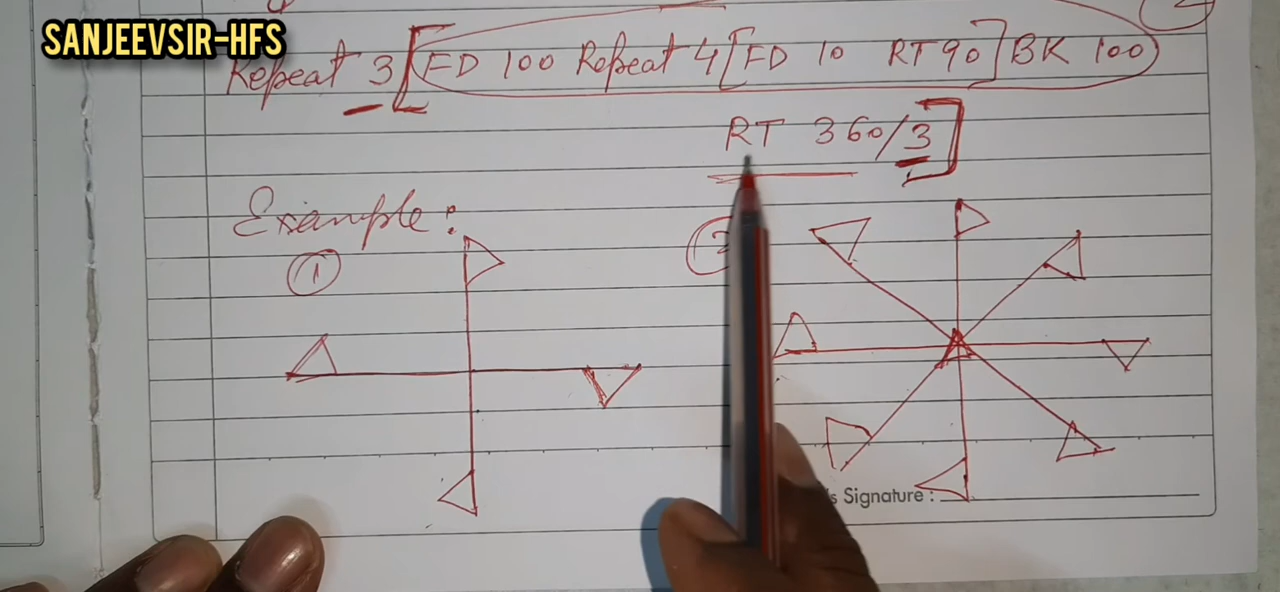 SANJEEVSIR-HFS
Repeat 3[FD 100 Repeat 4[FD 10 RT 90] BK 100
RT 360/3]
Example:
①
Signature :